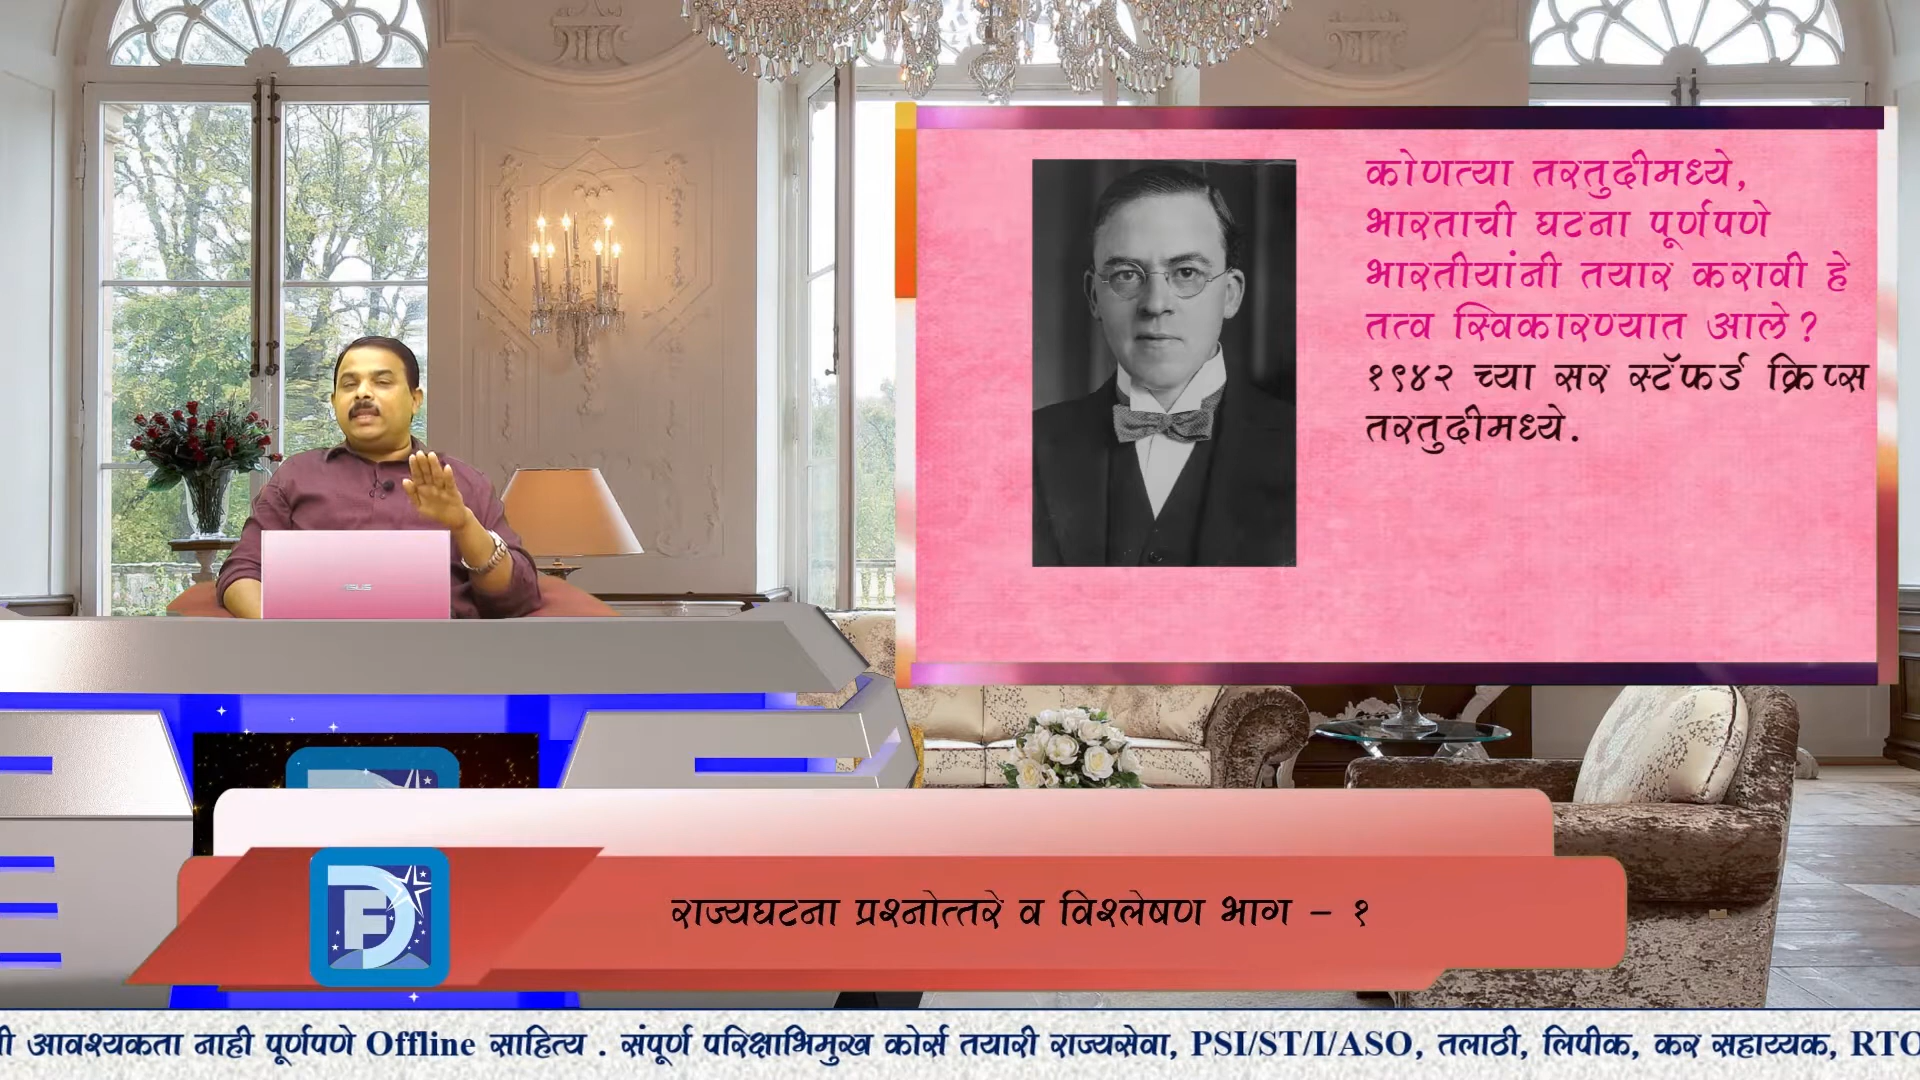 कोणत्या तरतुदीमध्ये,
भारताची घटना पूर्णपणे
भारतीयांनी तयार करावी हे
तत्व स्विकारण्यात आले?
१९४२ च्या सर स्टॅफर्ड क्रिप्स
तरतुदीमध्ये.
ASUS
राज्यघटना प्रश्नोत्तरे व विश्लेषण भाग – १
आवश्यकता नाही पूर्णपणे Offline साहित्य . संपूर्ण परिक्षाभिमुख कोर्स तयारी राज्यसेवा, PSI/ST/I/ASO, तलाठी, लिपीक, कर सहाय्यक, RTO